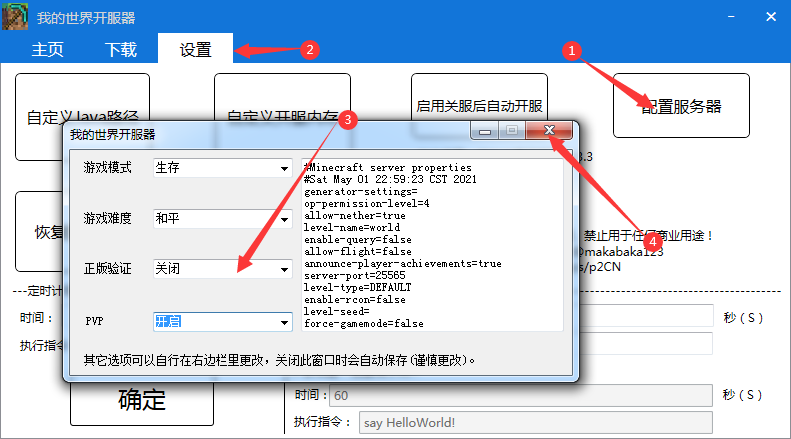 我的世界开服器
主页 下载 设置
2
1
自定义Java路径
自定义开服内存
启用关服后自动开服
配置服务器
3
我的世界开服器
游戏模式 生存
游戏难度 和平
正版验证 关闭
PVP 开启
#Minecraft server properties
#Sat May 01 22:59:23 CST 2021
generator-settings=
op-permission-level=4
allow-nether=true
level-name=world
enable-query=false
allow-flight=false
announce-player-achievements=true
server-port=25565
level-type=DEFAULT
enable-rcon=false
level-seed=
force-gamemode=false
其它选项可以自行在右边栏里更改，关闭此窗口时会自动保存(谨慎更改)。
3.3
4
禁止用于任何商业用途！
@makabaka123
s/p2CN
恢复
---定时计
时间：
秒 ( S )
执行指令
确定
时间： 60 秒 ( S )
执行指令： say HelloWorld!